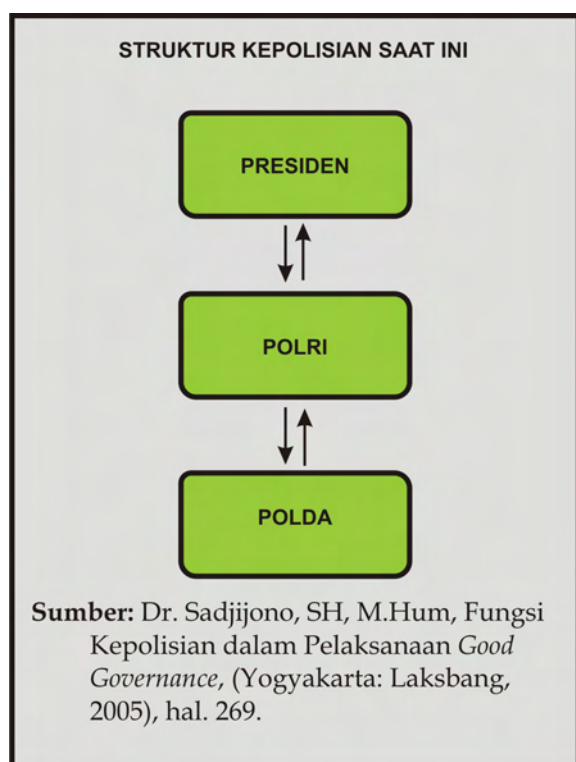 STRUKTUR KEPOLISIAN SAAT INI
PRESIDEN
POLRI
POLDA
Sumber: Dr. Sadjijono, SH, M.Hum, Fungsi
Kepolisian dalam Pelaksanaan Good
Governance, (Yogyakarta: Laksbang,
2005), hal. 269.